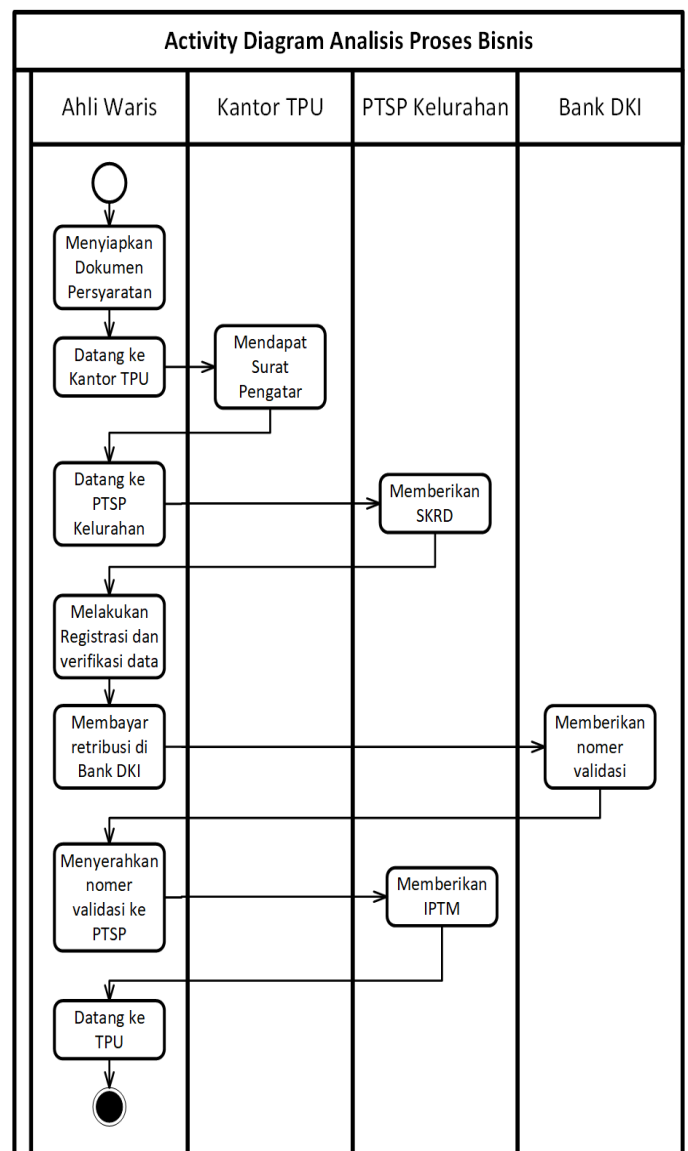 Activity Diagram Analisis Proses Bisnis
Ahli Waris
Kantor TPU
PTSP Kelurahan
Bank DKI
Menyiapkan
Dokumen
Persyaratan
Datang ke
Kantor TPU
Mendapat
Surat
Pengatar
Datang ke
PTSP
Kelurahan
Memberikan
SKRD
Melakukan
Registrasi dan
verifikasi data
Membayar
retribusi di
Bank DKI
Memberikan
nomer
validasi
Menyerahkan
nomer
validasi ke
PTSP
Memberikan
IPTM
Datang ke
TPU